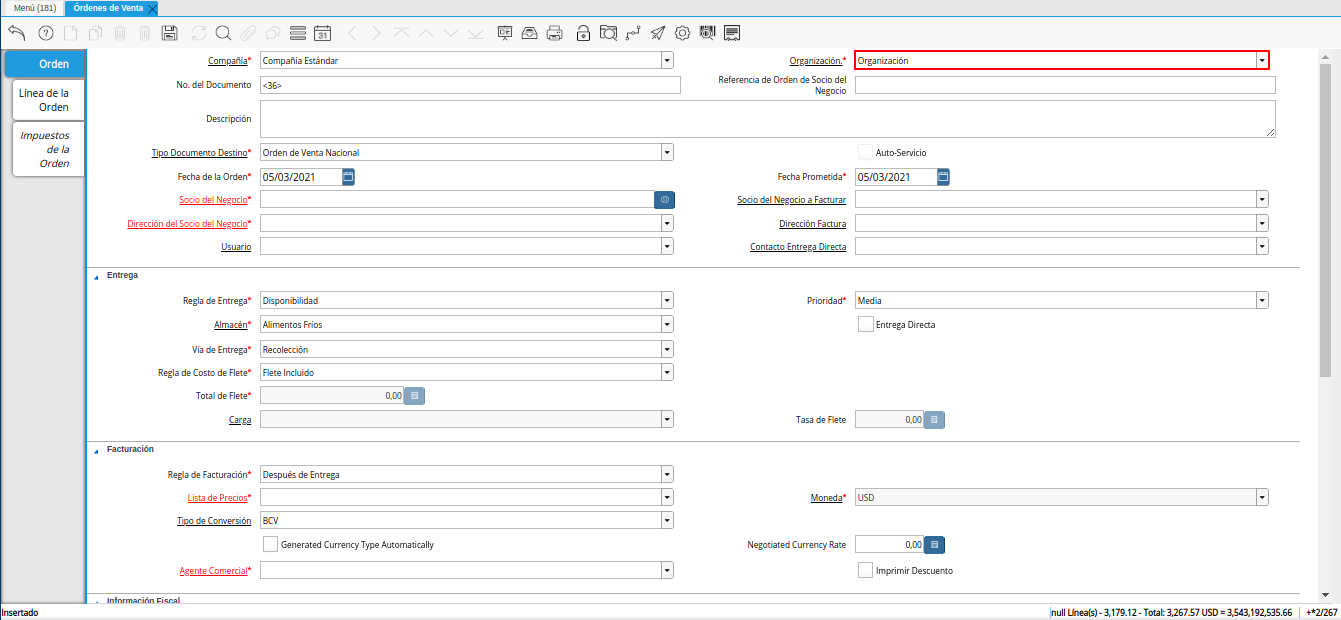 Menú (181) Órdenes de Venta
31
Orden
Línea de la
Orden
Impuestos
de la
Orden
Compañía* Compañía Estándar Organización.* Organización
No. del Documento <36> Referencia de Orden de Socio del
Negocio
Descripción
Tipo Documento Destino* Orden de Venta Nacional Auto-Servicio
Fecha de la Orden* 05/03/2021 Fecha Prometida* 05/03/2021
Socio del Negocio* Socio del Negocio a Facturar
Dirección del Socio del Negocio* Dirección Factura
Usuario Contacto Entrega Directa
Entrega
Regla de Entrega* Disponibilidad Prioridad* Media
Almacén* Alimentos Fríos Entrega Directa
Vía de Entrega* Recolección
Regla de Costo de Flete* Flete Incluido
Total de Flete* 0,00
Carga Tasa de Flete 0,00
Facturación
Regla de Facturación* Después de Entrega
Lista de Precios* Moneda* USD
Tipo de Conversión BCV
Generated Currency Type Automatically Negotiated Currency Rate 0,00
Agente Comercial* Imprimir Descuento
Información Fiscal
Insertado null Línea(s) - 3,179.12 - Total: 3,267.57 USD = 3,543,192,535.66 +*2/267